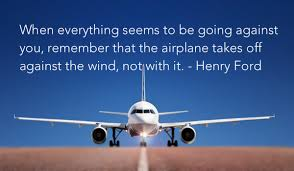 When everything seems to be going against
you, remember that the airplane takes off
against the wind, not with it. - Henry Ford